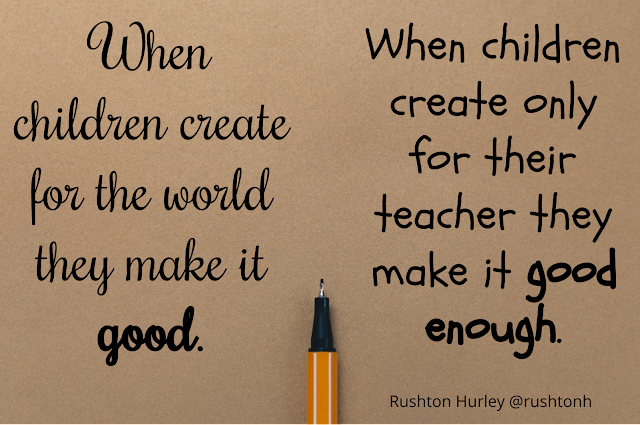 When
children create
for the world
they make it
good.
When children
create only
for their
teacher they
make it good
enough.
Rushton Hurley @rushtonh